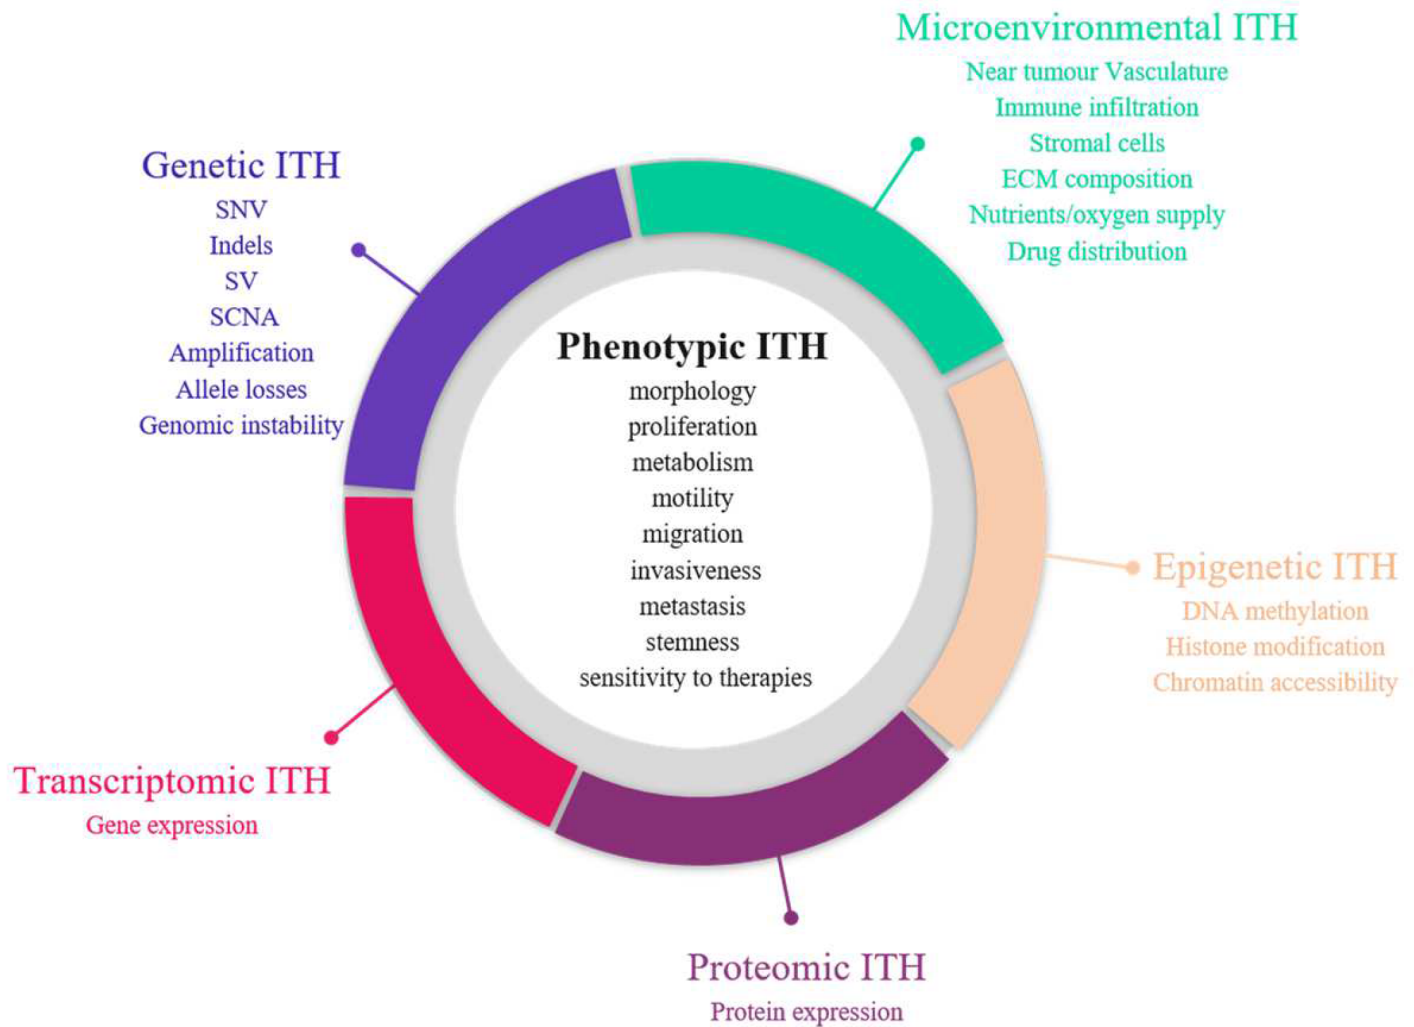 Microenvironmental ITH
Near tumour Vasculature
Immune infiltration
Stromal cells
ECM composition
Nutrients/oxygen supply
Drug distribution
Genetic ITH
SNV
Indels
SV
SCNA
Amplification
Allele losses
Genomic instability
Phenotypic ITH
morphology
proliferation
metabolism
motility
migration
invasiveness
metastasis
stemness
sensitivity to therapies
Epigenetic ITH
DNA methylation
Histone modification
Chromatin accessibility
Transcriptomic ITH
Gene expression
Proteomic ITH
Protein expression